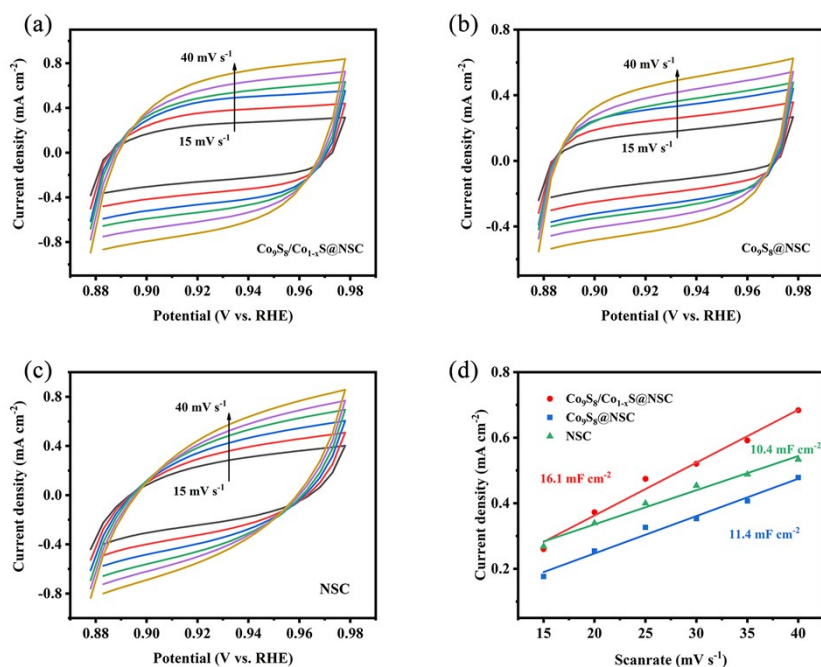 (a)
Current density (mA cm⁻²)
0.8
0.4
0.0
-0.4
-0.8
40 mV s⁻¹
15 mV s⁻¹
Co₉S₈/Co₁₋ₓS@NSC
0.88 0.90 0.92 0.94 0.96 0.98
Potential (V vs. RHE)
(b)
Current density (mA cm⁻²)
0.8
0.4
0.0
-0.4
40 mV s⁻¹
15 mV s⁻¹
Co₉S₈@NSC
0.88 0.90 0.92 0.94 0.96 0.98
Potential (V vs. RHE)
(c)
Current density (mA cm⁻²)
0.8
0.4
0.0
-0.4
-0.8
40 mV s⁻¹
15 mV s⁻¹
NSC
0.88 0.90 0.92 0.94 0.96 0.98
Potential (V vs. RHE)
(d)
Current density (mA cm⁻²)
0.8
0.6
0.4
0.2
Co₉S₈/Co₁₋ₓS@NSC
Co₉S₈@NSC
NSC
16.1 mF cm⁻²
10.4 mF cm⁻²
11.4 mF cm⁻²
15 20 25 30 35 40
Scanrate (mV s⁻¹)